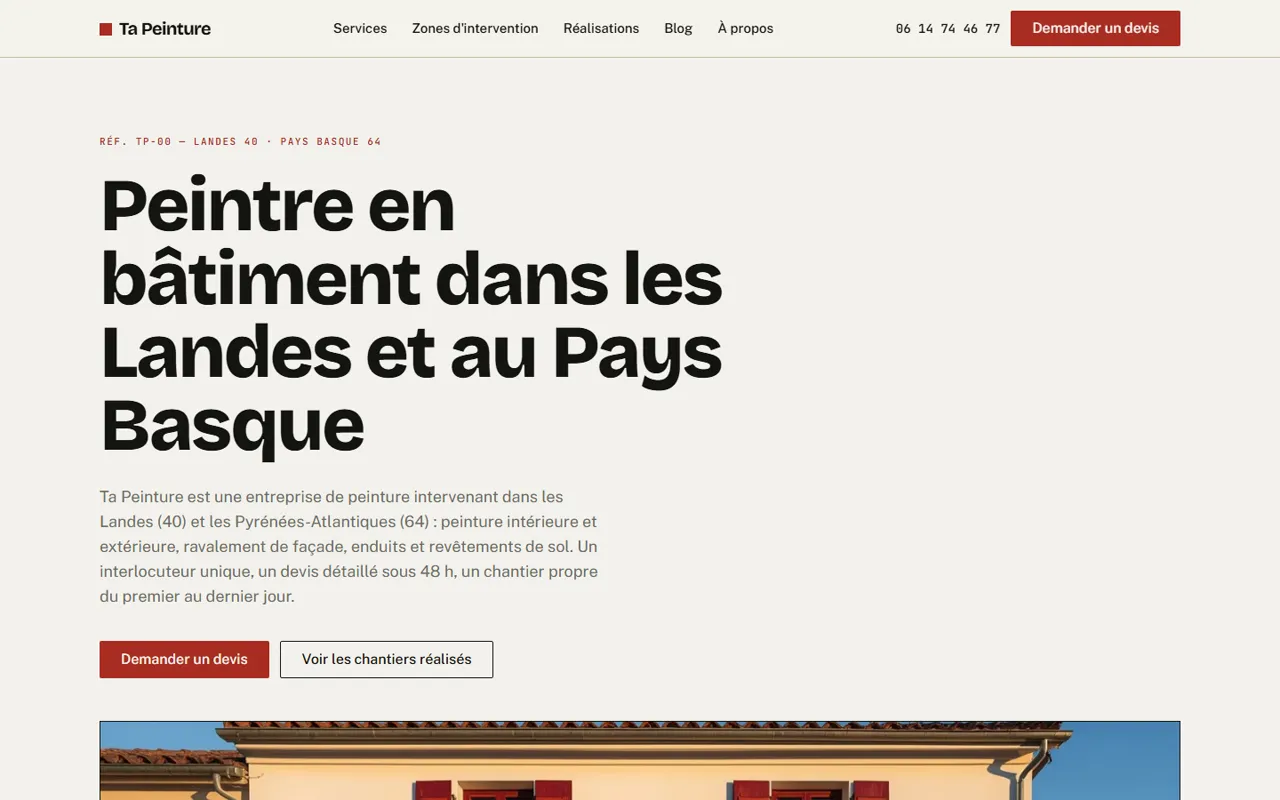 Ta Peinture
Services
Zones d'intervention
Réalisations
Blog
À propos
06 14 74 46 77
Demander un devis
RÉF. TP-00 — LANDES 40 · PAYS BASQUE 64
Peintre en
bâtiment dans les
Landes et au Pays
Basque
Ta Peinture est une entreprise de peinture intervenant dans les
Landes (40) et les Pyrénées-Atlantiques (64) : peinture intérieure et
extérieure, ravalement de façade, enduits et revêtements de sol. Un
interlocuteur unique, un devis détaillé sous 48 h, un chantier propre
du premier au dernier jour.
Demander un devis
Voir les chantiers réalisés